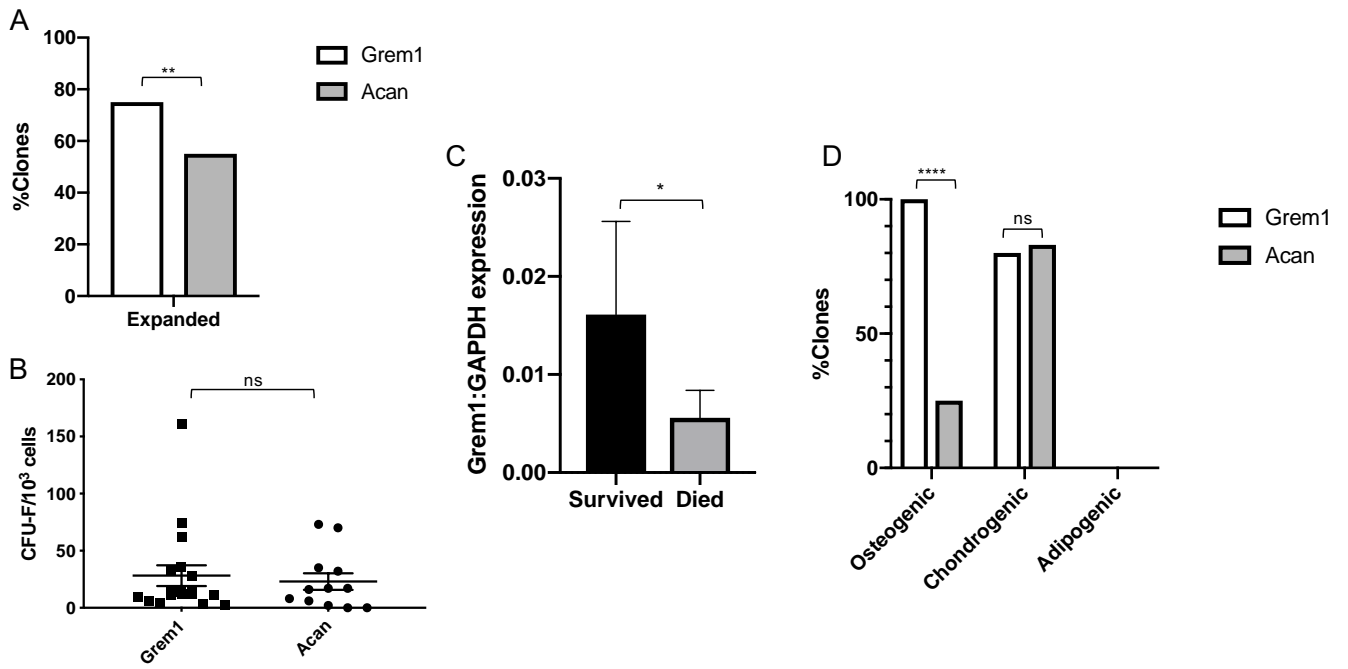 A
%Clones
100
80
60
40
20
0
**
Expanded
Grem1
Acan
B
CFU-F/10³ cells
200
150
100
50
0
ns
Grem1
Acan
C
Grem1:GAPDH expression
0.03
0.02
0.01
0.00
*
Survived Died
D
%Clones
100
50
0
****
ns
Osteogenic
Chondrogenic
Adipogenic
Grem1
Acan